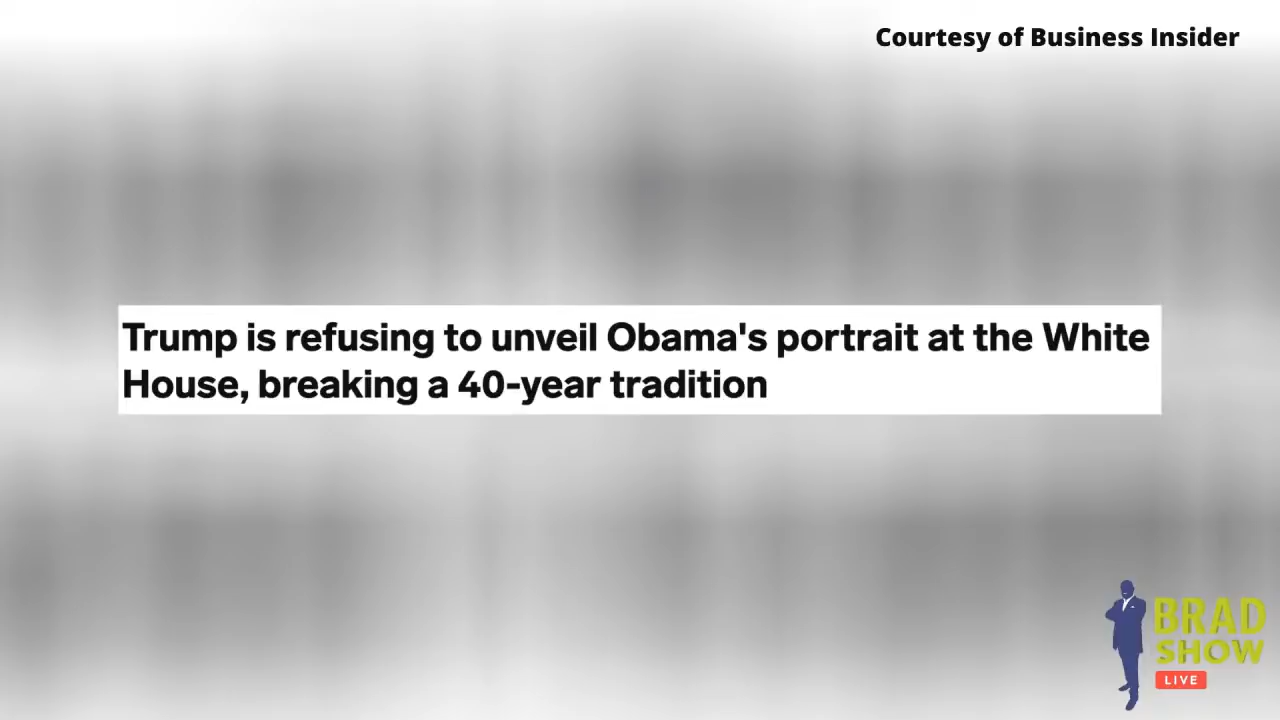 Courtesy of Business Insider
Trump is refusing to unveil Obama's portrait at the White
House, breaking a 40-year tradition
BRAD
SHOW
LIVE